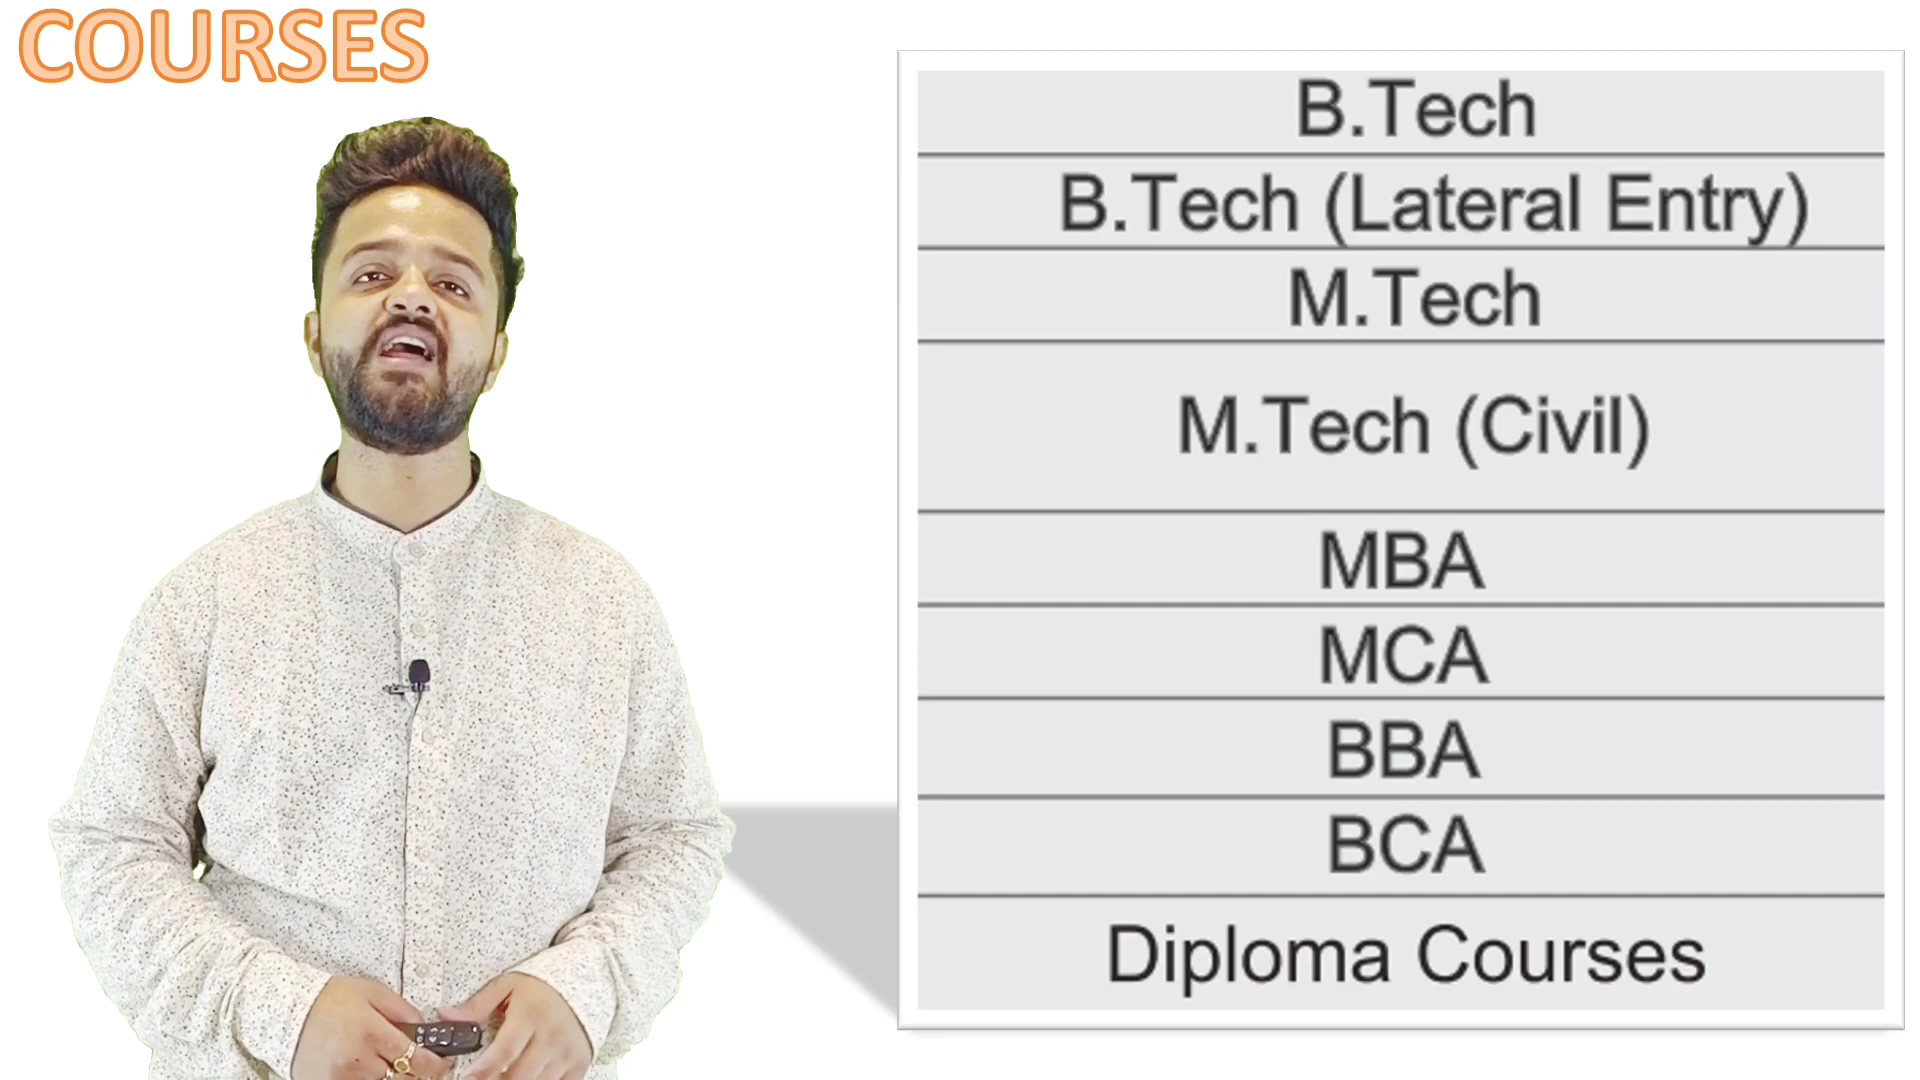 COURSES
B.Tech
B.Tech (Lateral Entry)
M.Tech
M.Tech (Civil)
MBA
MCA
BBA
BCA
Diploma Courses